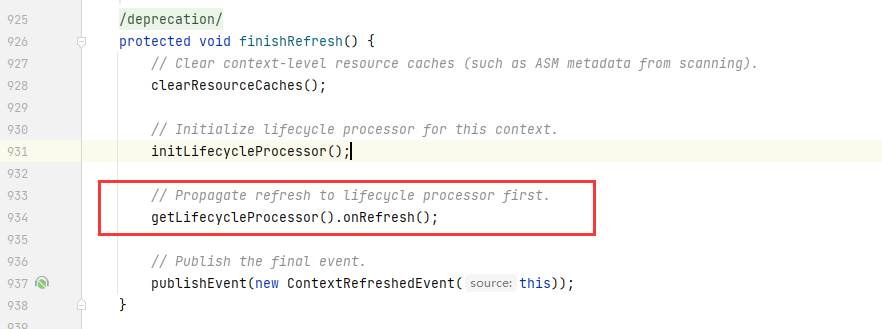 925 /deprecation/
926 protected void finishRefresh() {
927 // Clear context-level resource caches (such as ASM metadata from scanning).
928 clearResourceCaches();
929
930 // Initialize lifecycle processor for this context.
931 initLifecycleProcessor();
932
933 // Propagate refresh to lifecycle processor first.
934 getLifecycleProcessor().onRefresh();
935
936 // Publish the final event.
937 publishEvent(new ContextRefreshedEvent( source: this));
938 }
939